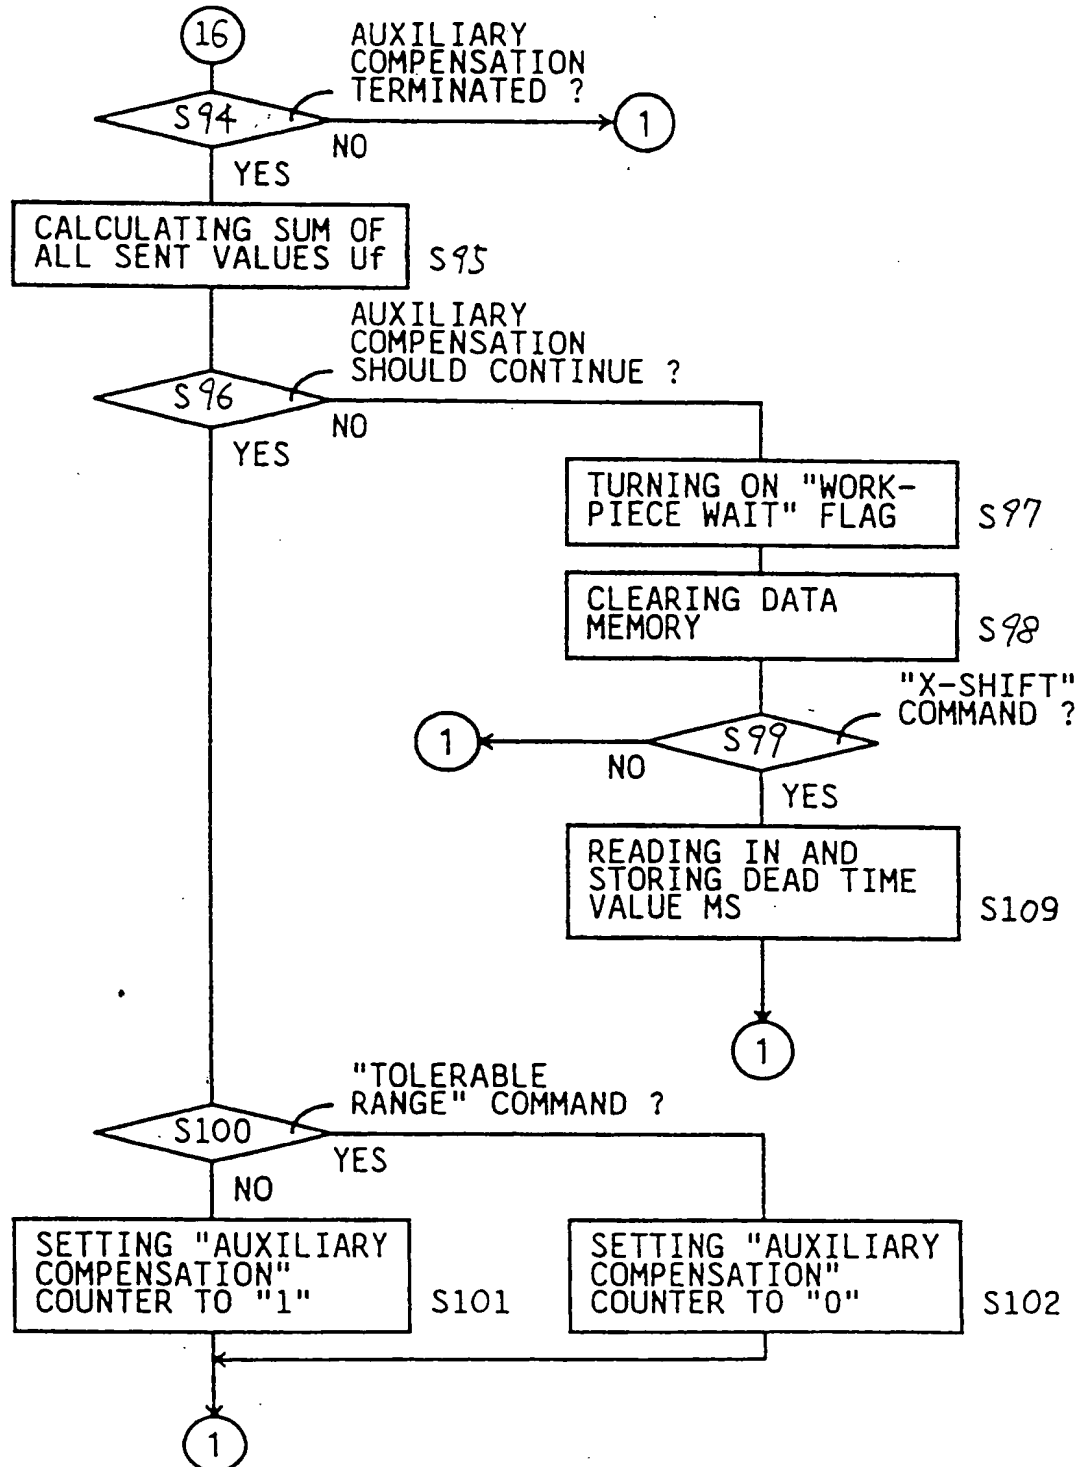 16
AUXILIARY
COMPENSATION
TERMINATED ?
S94
1
NO
YES
CALCULATING SUM OF
ALL SENT VALUES Uf
S95
AUXILIARY
COMPENSATION
SHOULD CONTINUE ?
S96
NO
YES
TURNING ON "WORK-
PIECE WAIT" FLAG
S97
CLEARING DATA
MEMORY
S98
"X-SHIFT"
COMMAND ?
S99
1
NO
YES
READING IN AND
STORING DEAD TIME
VALUE MS
S109
1
"TOLERABLE
RANGE" COMMAND ?
S100
YES
NO
SETTING "AUXILIARY
COMPENSATION"
COUNTER TO "1"
S101
SETTING "AUXILIARY
COMPENSATION"
COUNTER TO "0"
S102
1